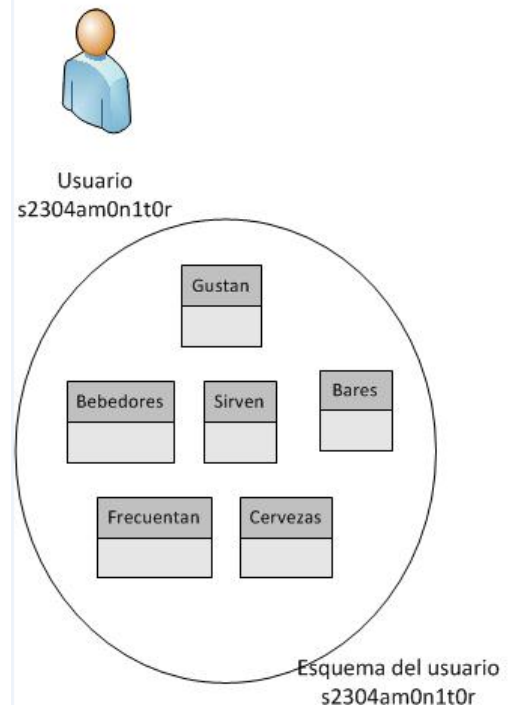 Usuario
s2304am0n1t0r
Gustan
Bebedores
Sirven
Bares
Frecuentan
Cervezas
Esquema del usuario
s2304am0n1t0r